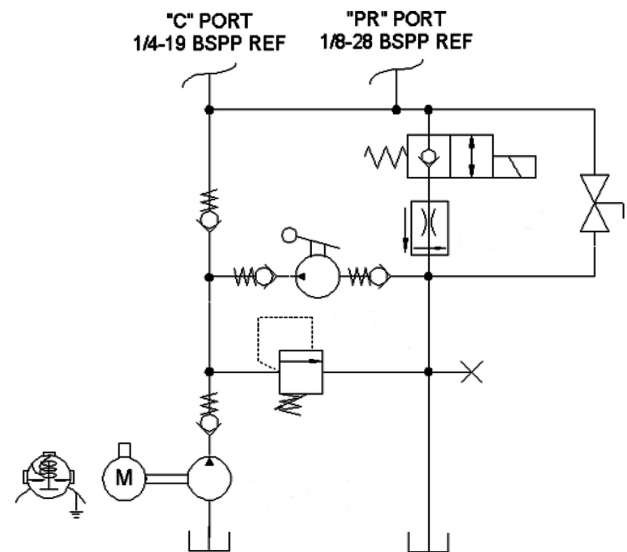 "C" PORT
1/4-19 BSPP REF
"PR" PORT
1/8-28 BSPP REF
M